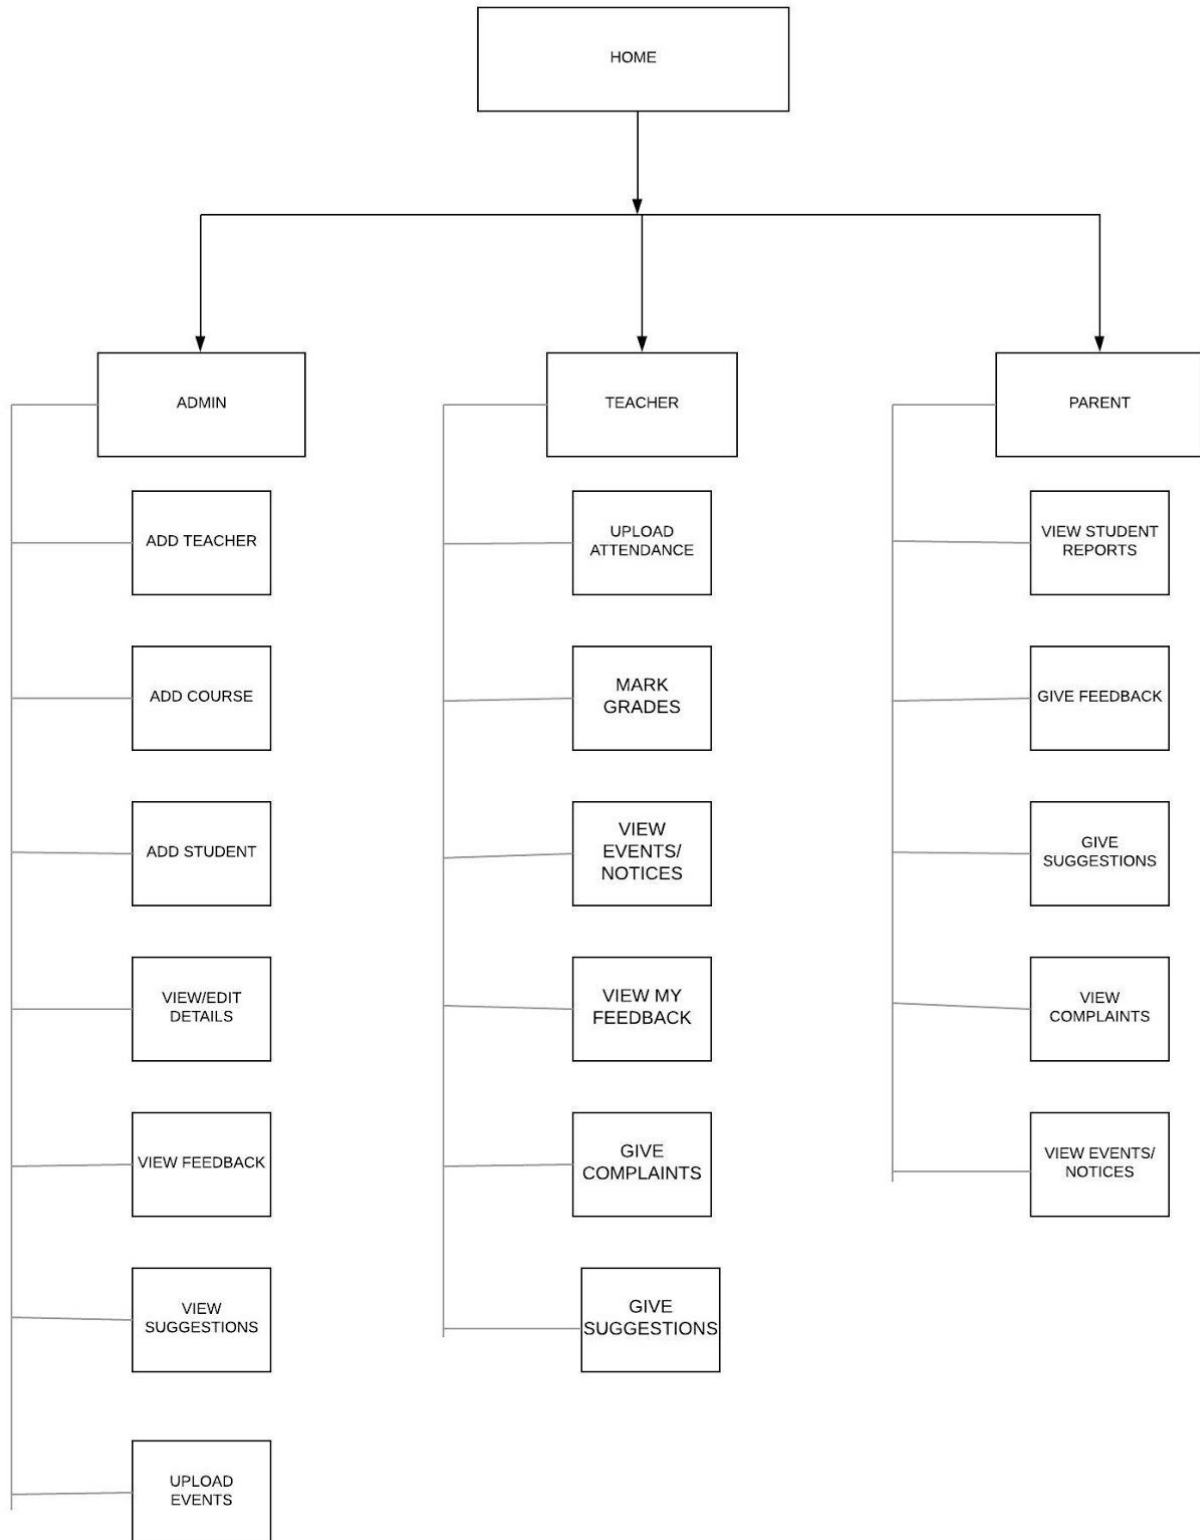 HOME
ADMIN
TEACHER
PARENT
ADD TEACHER
UPLOAD
ATTENDANCE
VIEW STUDENT
REPORTS
ADD COURSE
MARK
GRADES
GIVE FEEDBACK
ADD STUDENT
VIEW
EVENTS/
NOTICES
GIVE
SUGGESTIONS
VIEW/EDIT
DETAILS
VIEW MY
FEEDBACK
VIEW
COMPLAINTS
VIEW FEEDBACK
GIVE
COMPLAINTS
VIEW EVENTS/
NOTICES
VIEW
SUGGESTIONS
GIVE
SUGGESTIONS
UPLOAD
EVENTS